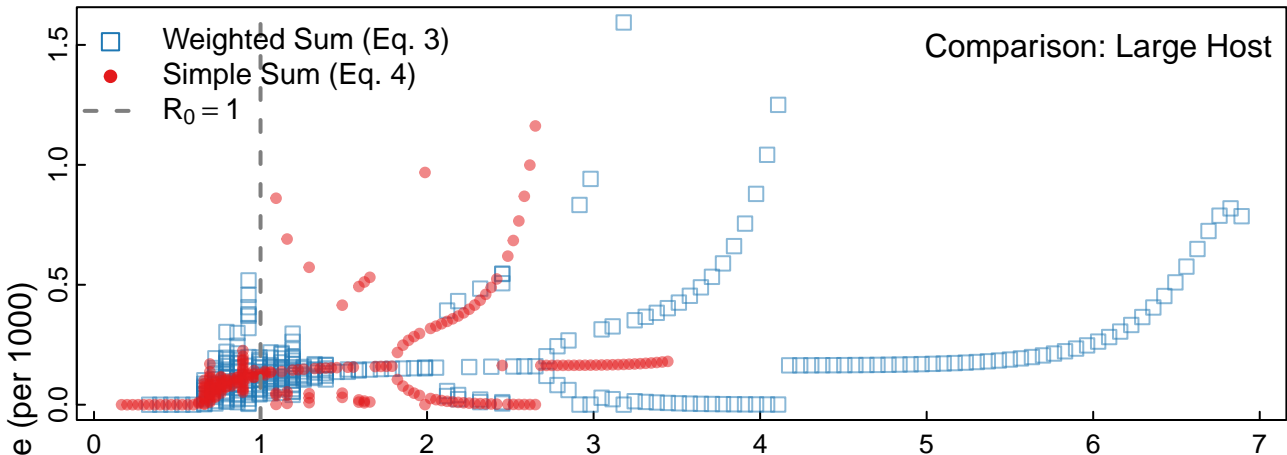 Weighted Sum (Eq. 3)
Simple Sum (Eq. 4)
R₀ = 1
Comparison: Large Host
e (per 1000)
1.5
1.0
0.5
0.0
0 1 2 3 4 5 6 7